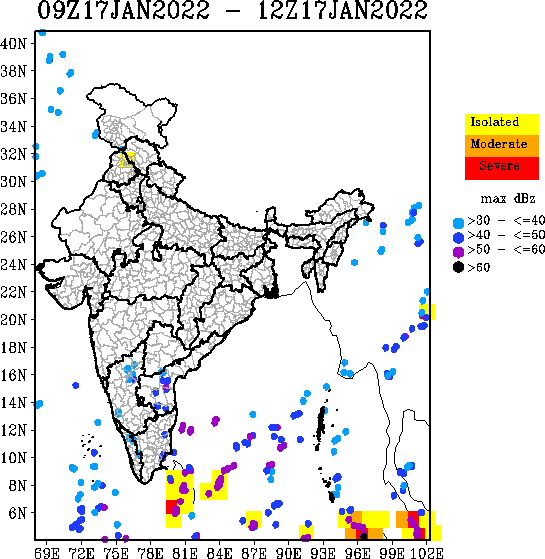 09Z17JAN2022 - 12Z17JAN2022
40N
38N
36N
34N
32N
30N
28N
26N
24N
22N
20N
18N
16N
14N
12N
10N
8N
6N
69E 72E 75E 78E 81E 84E 87E 90E 93E 96E 99E 102E
Isolated
Moderate
Severe
max dBz
>30 - <=40
>40 - <=50
>50 - <=60
>60